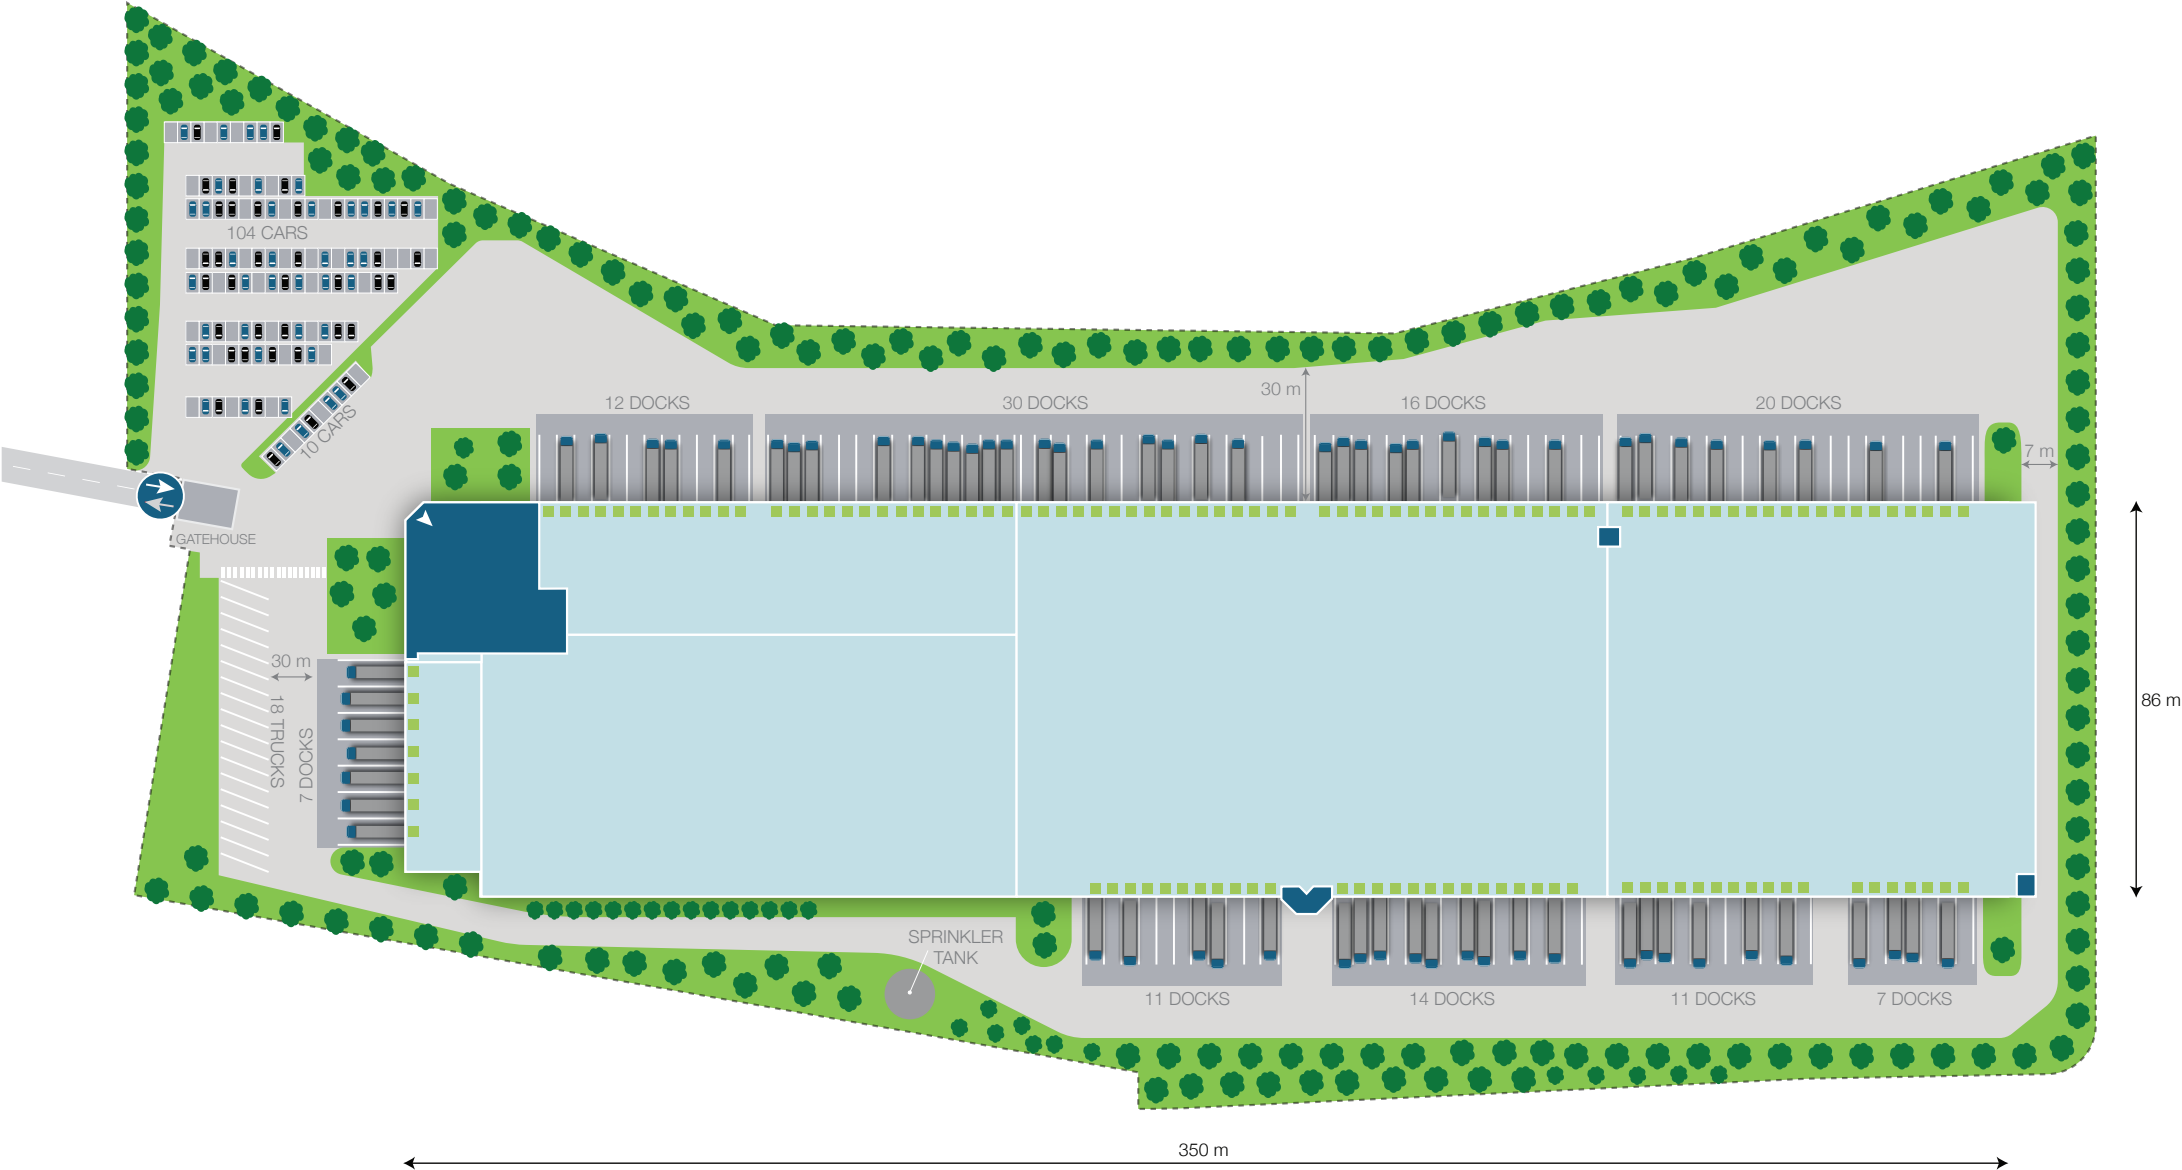 104 CARS
10 CARS
30 m
12 DOCKS
30 DOCKS
16 DOCKS
20 DOCKS
7 m
GATEHOUSE
30 m
18 TRUCKS
7 DOCKS
86 m
SPRINKLER
TANK
11 DOCKS
14 DOCKS
11 DOCKS
7 DOCKS
350 m